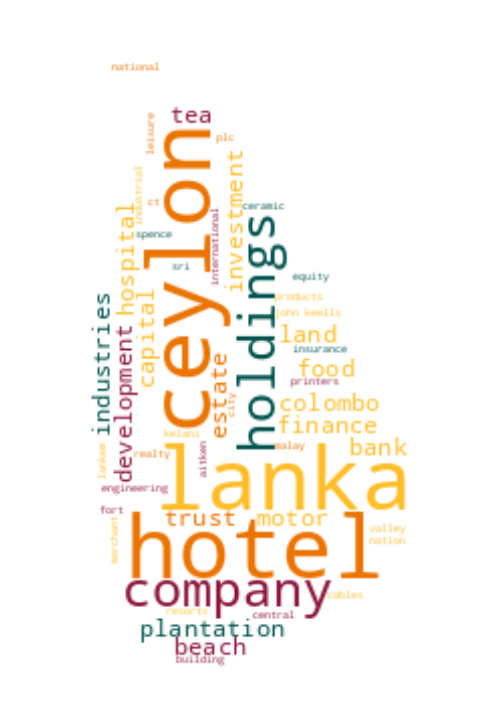 national
tea
leisure
plc
ceylon
investment
industrial
ct
hospital
ceramic
international
spence
holdings
sri
equity
capital
products
industries
john keells
development
land
insurance
estate
food
printers
city
colombo
finance
kelani
malay
bank
lanka
lankem
realty
aitken
engineering
fort
trust
motor
hotel
merchant
valley
nation
company
cables
resorts
central
plantation
beach
building